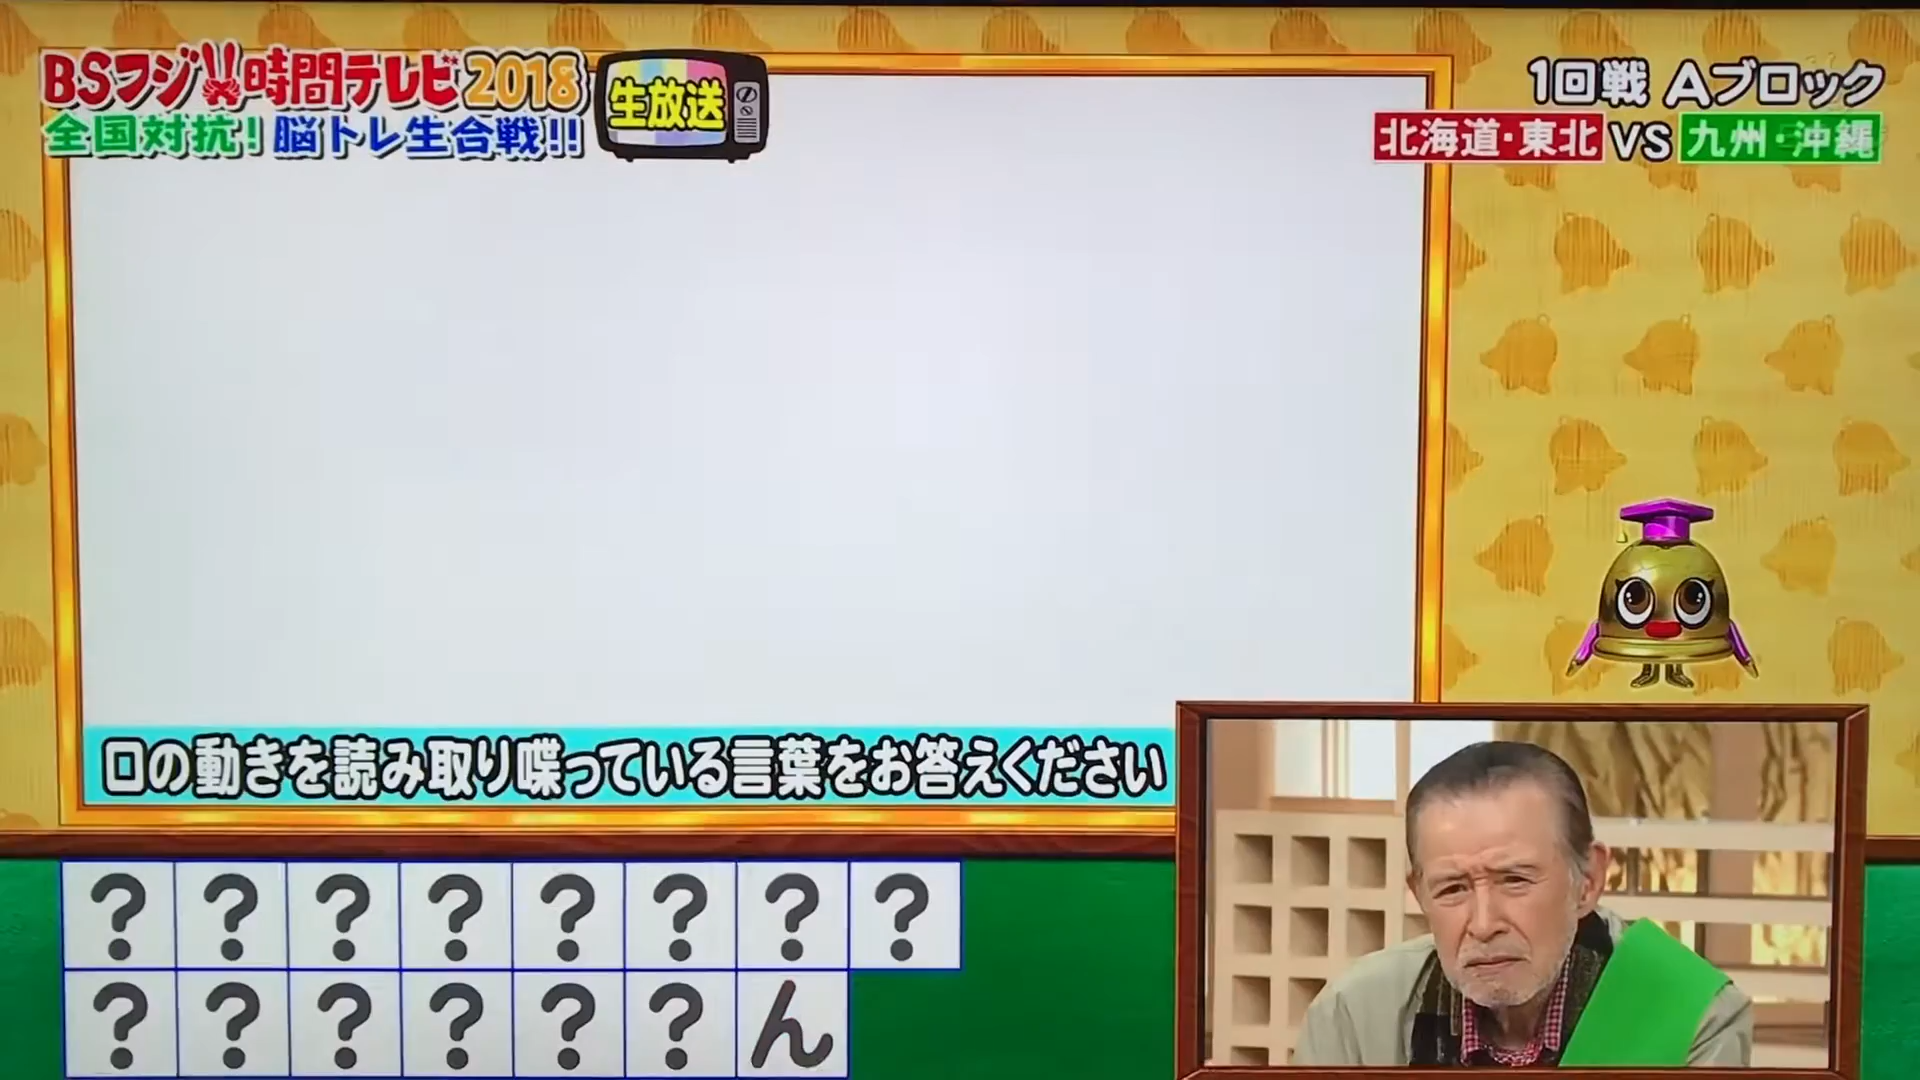 BSフジ 時間テレビ2018
全国対抗!脳トレ生合戦!!
生放送
1回戦 Aブロック
北海道・東北 VS 九州・沖縄
口の動きを読み取り喋っている言葉をお答えください
? ? ? ? ? ? ? ?
? ? ? ? ? ? ん